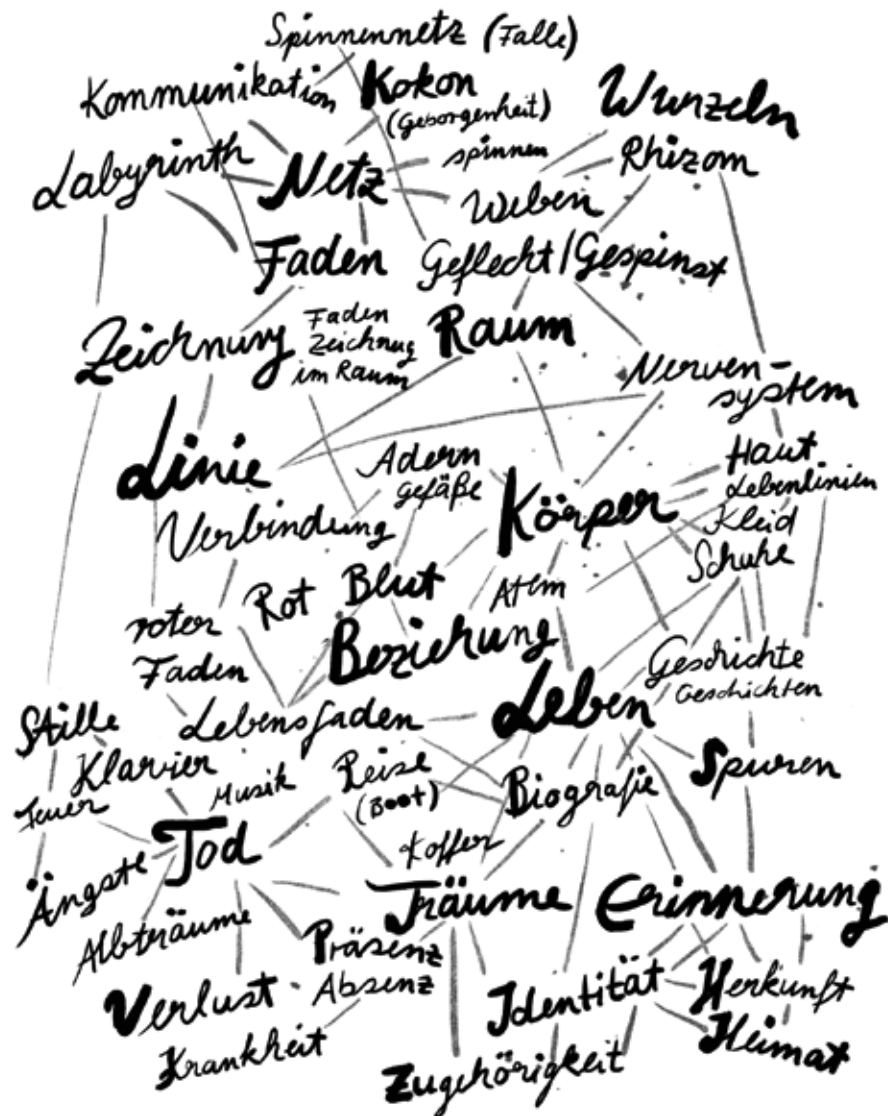 Spinnennetz (Falle)
Kommunikation
Kokon
(Geborgenheit)
Wurzeln
Labyrinth
Netz
spinnen
Rhizom
Weben
Faden
Geflecht/Gespinst
Zeichnung
Faden
Zeichnug
im Raum
Raum
Nerven-
system
Linie
Adern
Gefäße
Körper
Haut
Lebenlinien
Kleid
Schuhe
Verbindung
Rot
Blut
Atem
roter
Faden
Beziehung
Geschichte
Geschichten
Lebensfaden
Leben
Stille
Klavier
Musik
Reise
(Boot)
Biografie
Spuren
Feuer
Tod
Koffer
Ängste
Träume
Erinnerung
Albträume
Präsenz
Absenz
Verlust
Identität
Herkunft
Heimat
Krankheit
Zugehörigkeit